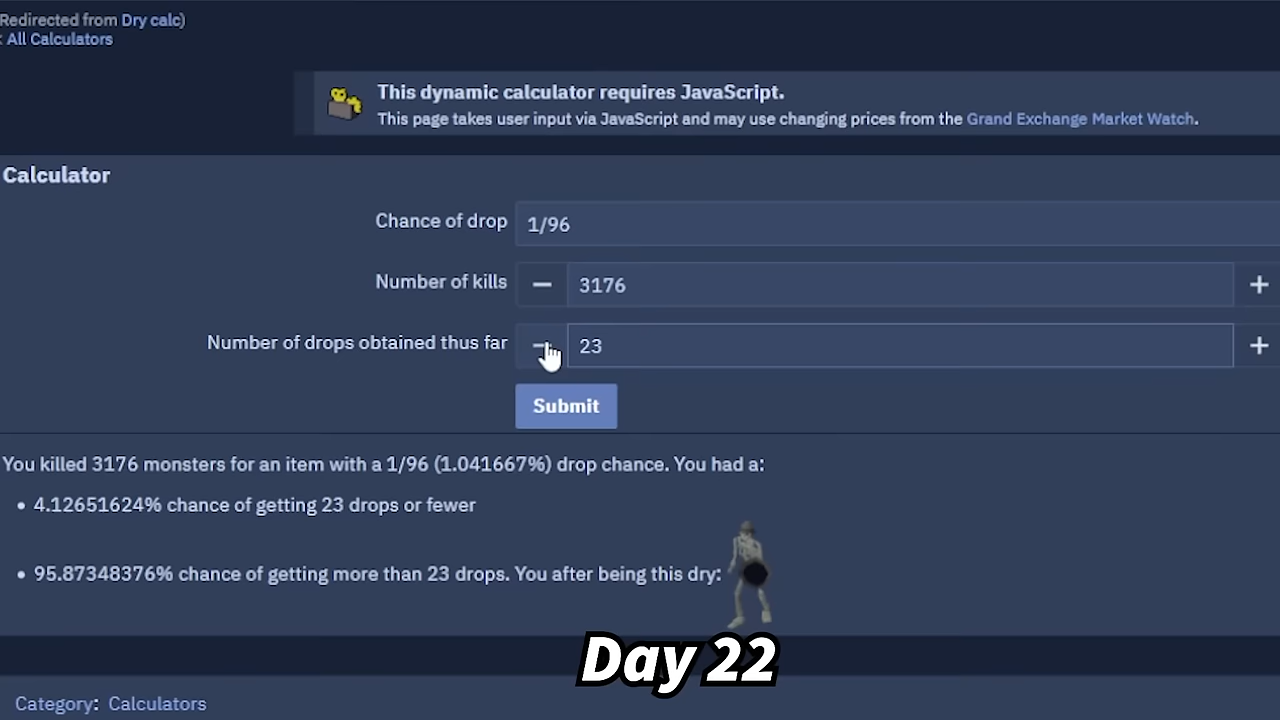 Redirected from Dry calc)
All Calculators
This dynamic calculator requires JavaScript.
This page takes user input via JavaScript and may use changing prices from the Grand Exchange Market Watch.
Calculator
Chance of drop 1/96
Number of kills − 3176 +
Number of drops obtained thus far − 23 +
Submit
You killed 3176 monsters for an item with a 1/96 (1.041667%) drop chance. You had a:
• 4.12651624% chance of getting 23 drops or fewer
• 95.87348376% chance of getting more than 23 drops. You after being this dry:
Day 22
Category: Calculators